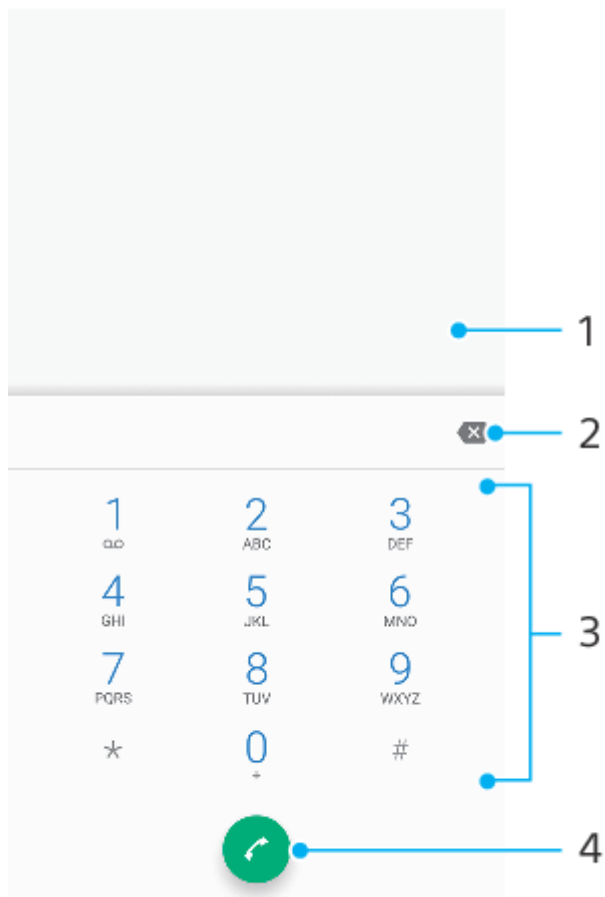 1
2
1 2 3
ABC DEF
4 5 6
GHI JKL MNO
3
7 8 9
PQRS TUV WXYZ
* 0 #
+
4